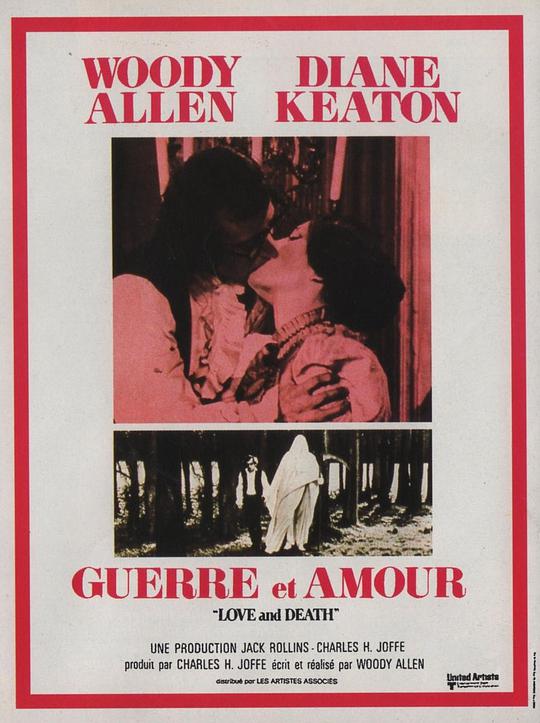 WOODY DIANE
ALLEN KEATON
GUERRE et AMOUR
"LOVE and DEATH"
UNE PRODUCTION JACK ROLLINS - CHARLES H. JOFFE
produit par CHARLES H. JOFFE écrit et réalisé par WOODY ALLEN
distribué par LES ARTISTES ASSOCIÉS
United Artists